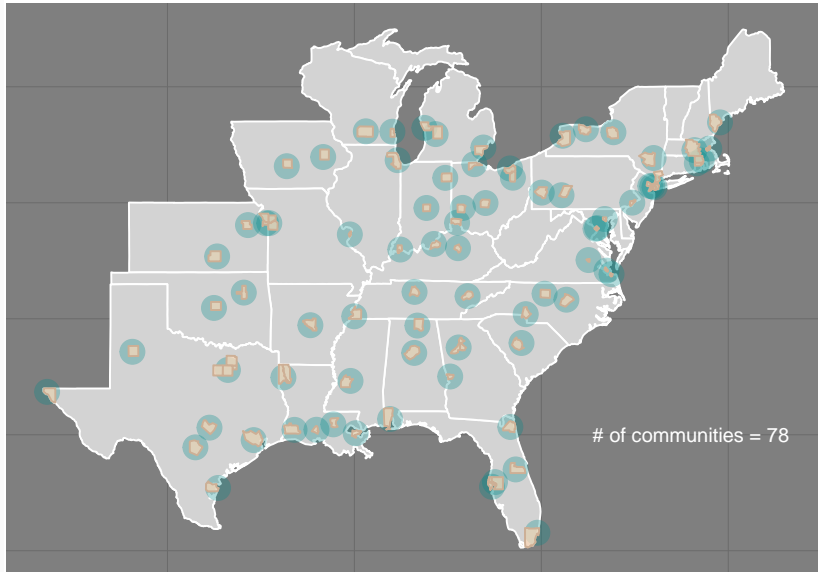 # of communities = 78